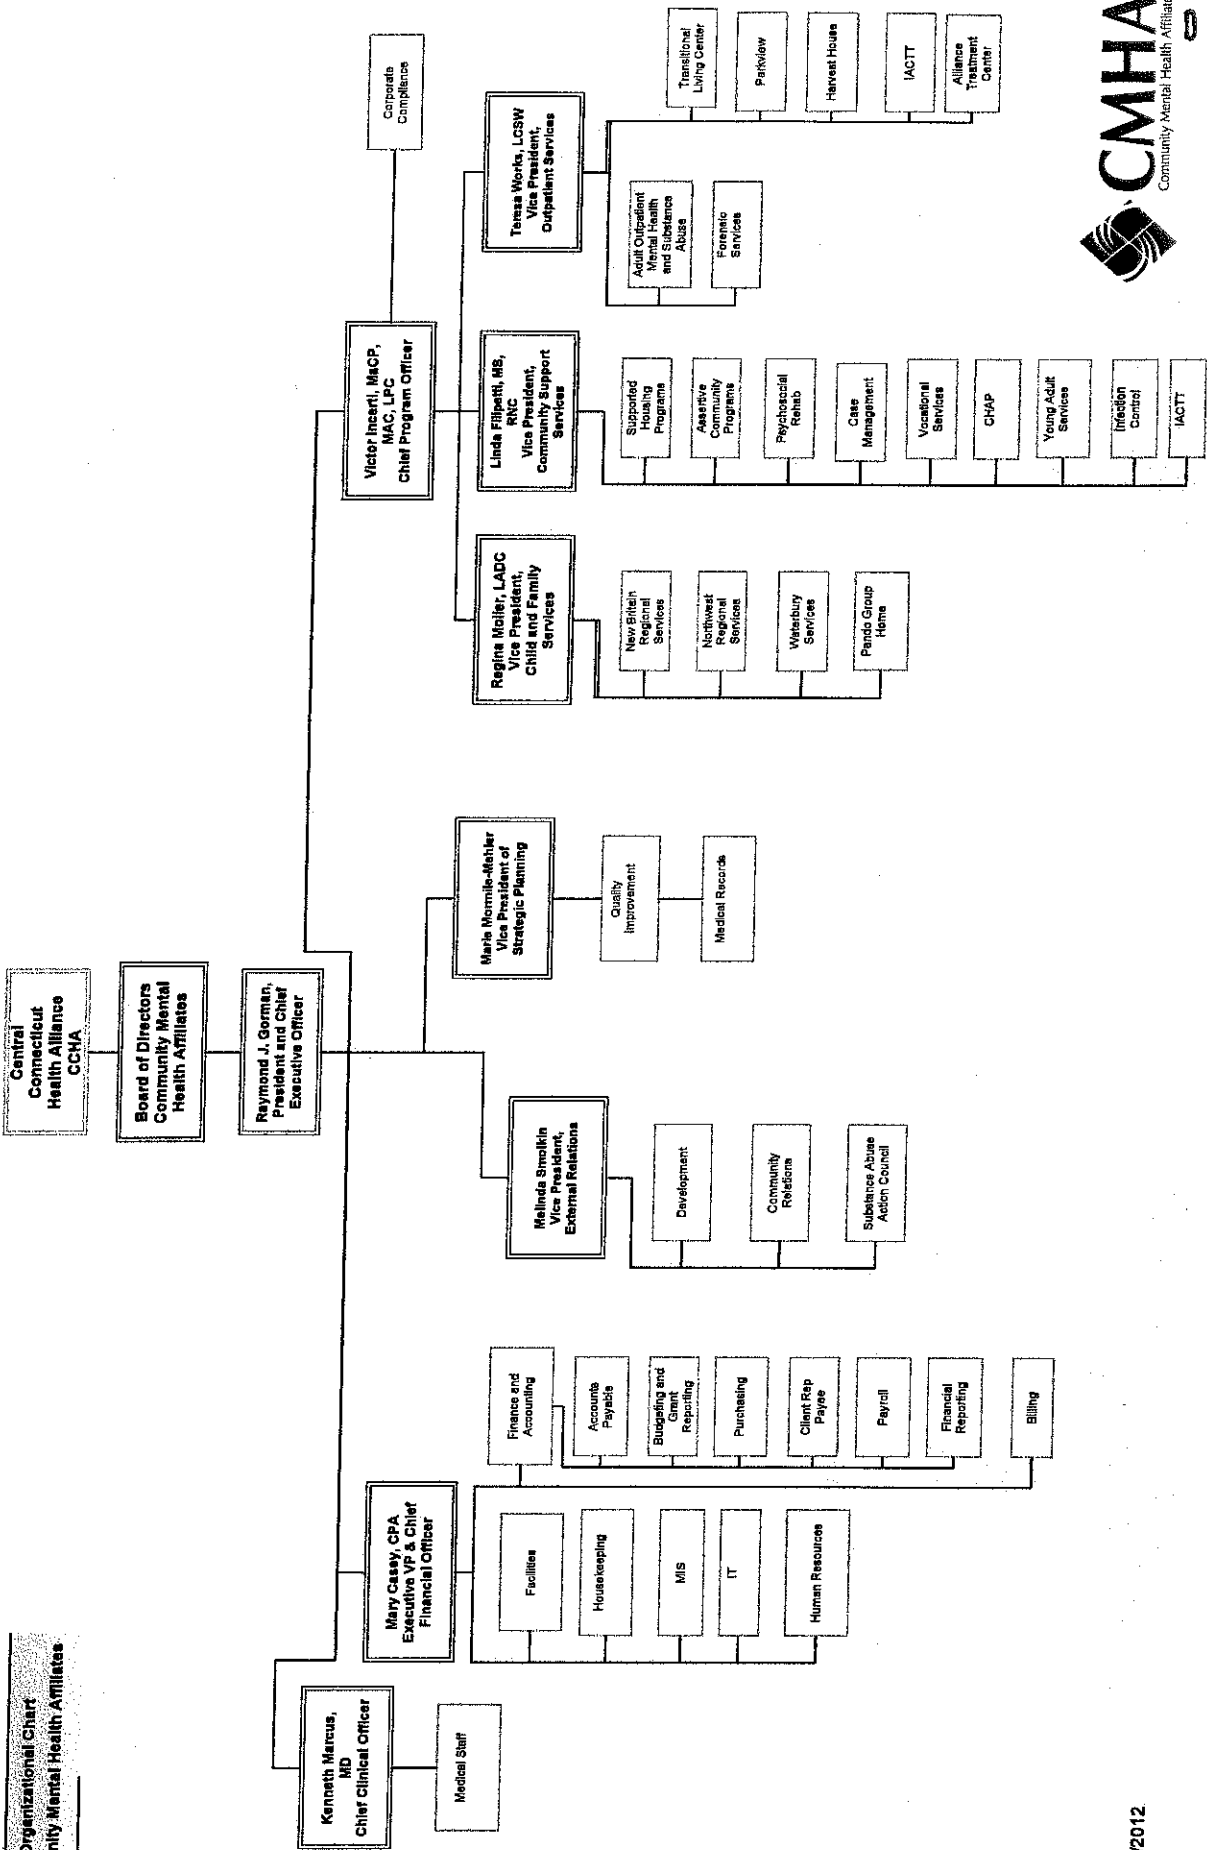 Organizational Chart
nity Mental Health Affiliates
Central
Connecticut
Health Alliance
CCHA
Board of Directors
Community Mental
Health Affiliates
Raymond J. Gorman,
President and Chief
Executive Officer
Kenneth Marcus,
MD
Chief Clinical Officer
Medical Staff
Mary Casey, CPA
Executive VP & Chief
Financial Officer
Facilities
Housekeeping
MIS
IT
Human Resources
Finance and
Accounting
Accounts
Payable
Budgeting and
Grant
Reporting
Purchasing
Client Rep
Payee
Payroll
Financial
Reporting
Billing
Melinda Smolkin
Vice President,
External Relations
Development
Community
Relations
Substance Abuse
Action Council
Marie Mormile-Mehler
Vice President of
Strategic Planning
Quality
Improvement
Medical Records
Victor Incerti, MsCP,
MAC, LPC
Chief Program Officer
Corporate
Compliance
Regina Moller, LADC
Vice President,
Child and Family
Services
New Britain
Regional
Services
Northwest
Regional
Services
Waterbury
Services
Pando Group
Home
Linda Filipetti, MS,
RNC
Vice President,
Community Support
Services
Supported
Housing
Programs
Assertive
Community
Programs
Psychosocial
Rehab
Case
Management
Vocational
Services
CHAP
Young Adult
Services
Infection
Control
IACTT
Teresa Works, LCSW
Vice President,
Outpatient Services
Adult Outpatient
Mental Health
and Substance
Abuse
Forensic
Services
Transitional
Living Center
Parkview
Harvest House
IACTT
Alliance
Treatment
Center
/2012
CMHA
Community Mental Health Affiliate